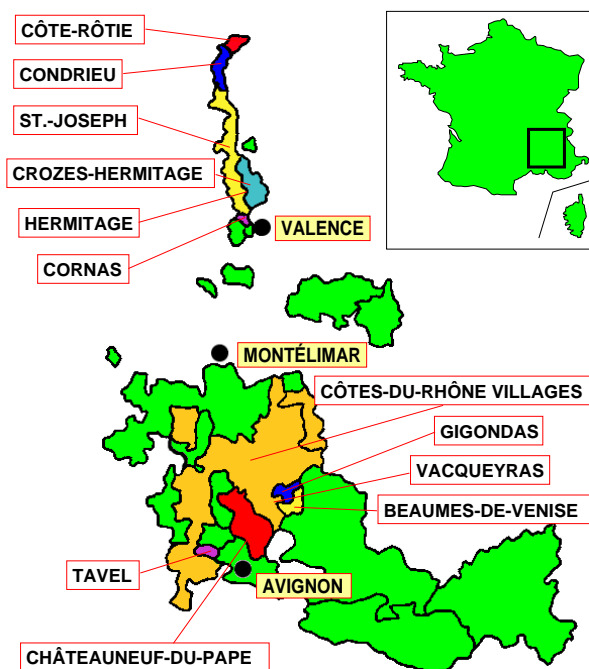 CÔTE-RÔTIE
CONDRIEU
ST.-JOSEPH
CROZES-HERMITAGE
HERMITAGE
VALENCE
CORNAS
MONTÉLIMAR
CÔTES-DU-RHÔNE VILLAGES
GIGONDAS
VACQUEYRAS
BEAUMES-DE-VENISE
TAVEL
AVIGNON
CHÂTEAUNEUF-DU-PAPE